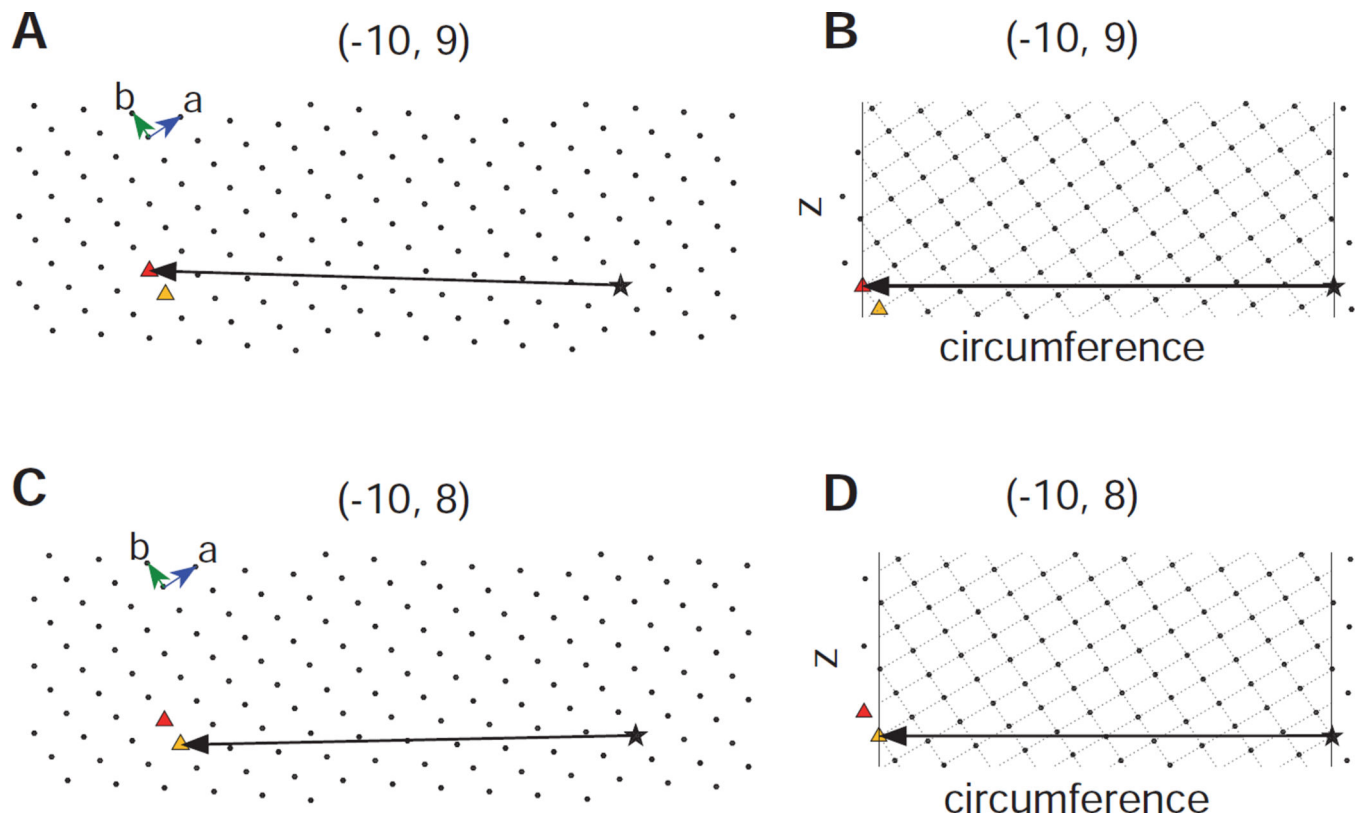 A
(-10, 9)
b
a
B
(-10, 9)
z
circumference
C
(-10, 8)
b
a
D
(-10, 8)
z
circumference